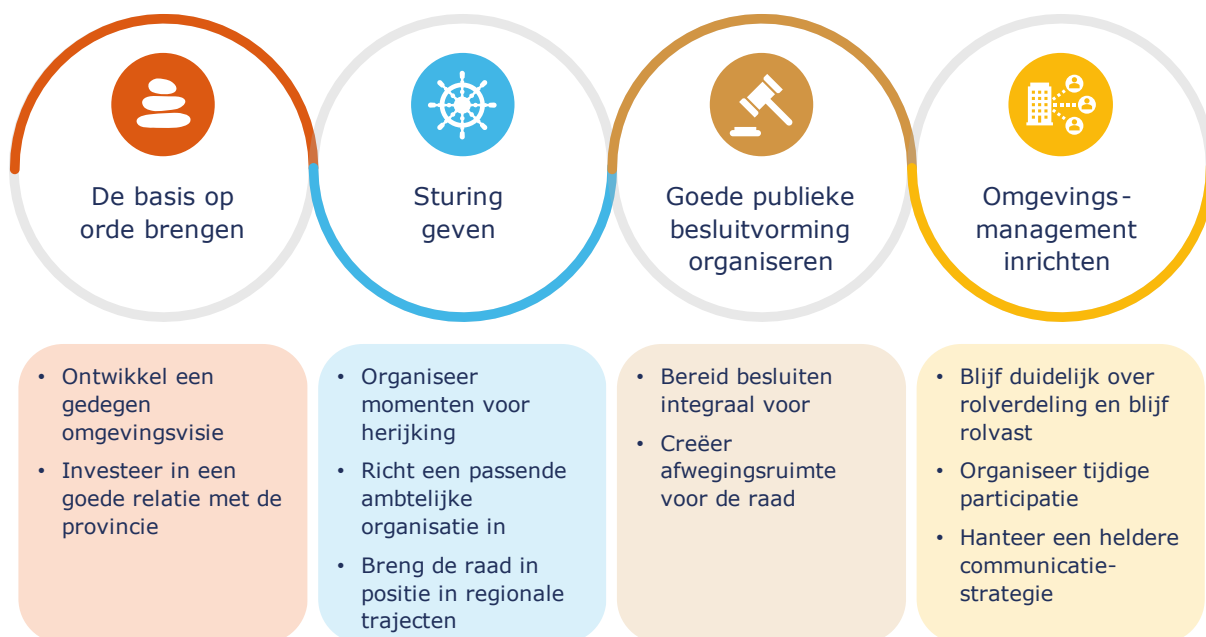 De basis op
orde brengen
Sturing
geven
Goede publieke
besluitvorming
organiseren
Omgevings-
management
inrichten
• Ontwikkel een
gedegen
omgevingsvisie
• Investeer in een
goede relatie met de
provincie
• Organiseer
momenten voor
herijking
• Richt een passende
ambtelijke
organisatie in
• Breng de raad in
positie in regionale
trajecten
• Bereid besluiten
integraal voor
• Creëer
afwegingsruimte
voor de raad
• Blijf duidelijk over
rolverdeling en blijf
rolvast
• Organiseer tijdige
participatie
• Hanteer een heldere
communicatie-
strategie